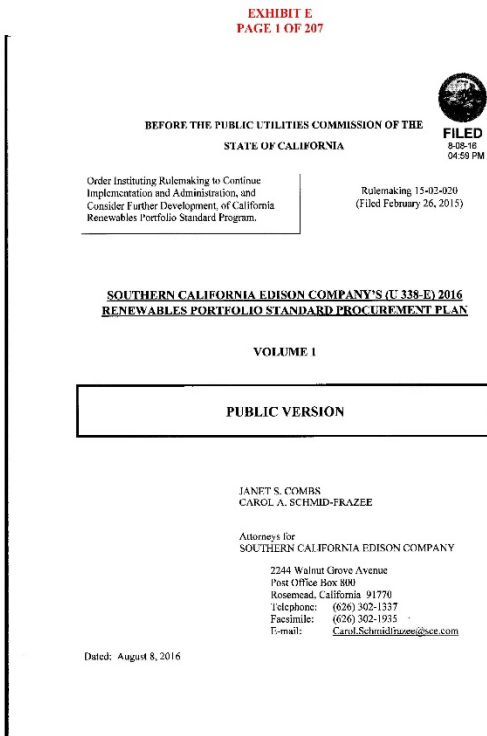 EXHIBIT E
PAGE 1 OF 207
BEFORE THE PUBLIC UTILITIES COMMISSION OF THE
STATE OF CALIFORNIA
FILED
8-08-16
04:59 PM
Order Instituting Rulemaking to Continue
Implementation and Administration, and
Consider Further Development, of California
Renewables Portfolio Standard Program.
Rulemaking 15-02-020
(Filed February 26, 2015)
SOUTHERN CALIFORNIA EDISON COMPANY'S (U 338-E) 2016
RENEWABLES PORTFOLIO STANDARD PROCUREMENT PLAN
VOLUME 1
PUBLIC VERSION
JANET S. COMBS
CAROL A. SCHMID-FRAZEE
Attorneys for
SOUTHERN CALIFORNIA EDISON COMPANY
2244 Walnut Grove Avenue
Post Office Box 800
Rosemead, California 91770
Telephone: (626) 302-1337
Facsimile: (626) 302-1935
E-mail: Carol.Schmidfrazee@sce.com
Dated: August 8, 2016